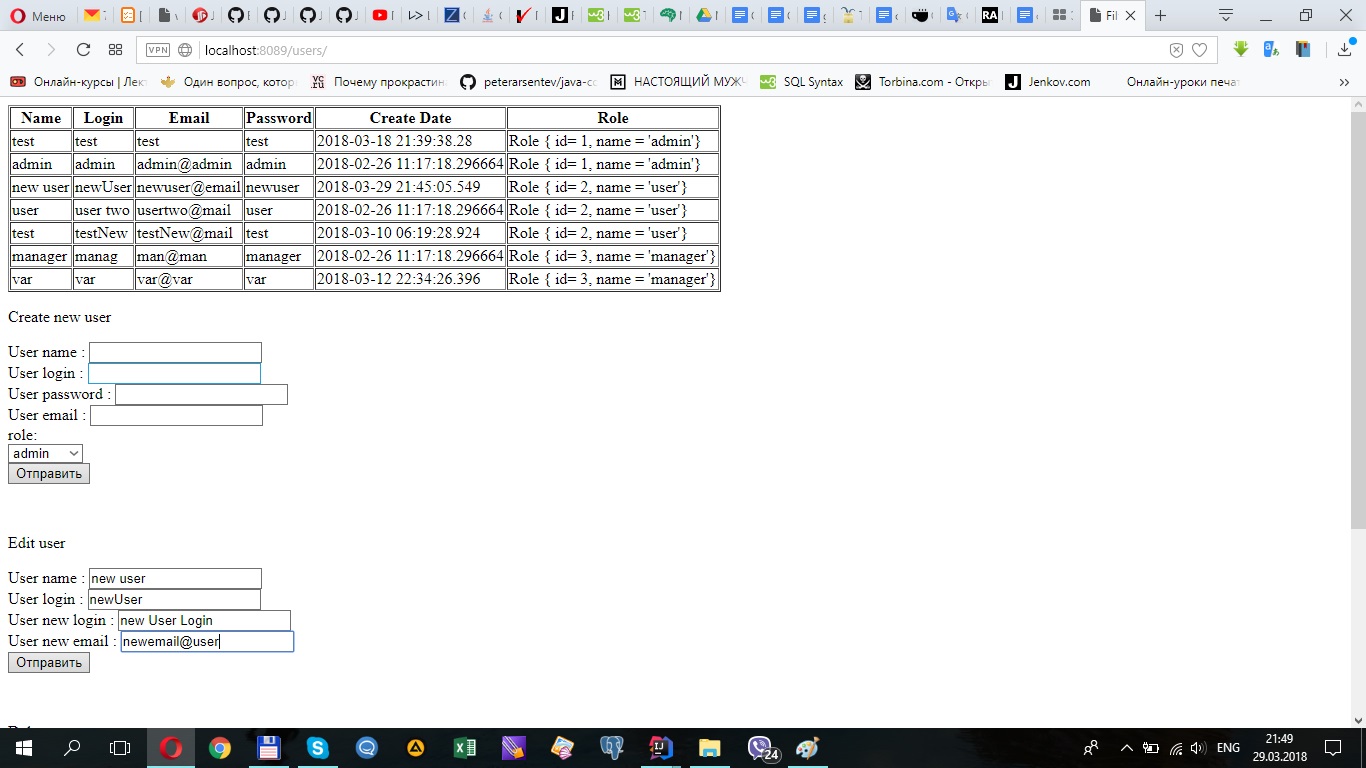 Меню
localhost:8089/users/
VPN
Онлайн-курсы | Лек
Один вопрос, котор
Почему прокрастин
peterarsentev/java-co
НАСТОЯЩИЙ МУЖЧ
SQL Syntax
Torbina.com - Откры
Jenkov.com
Онлайн-уроки печат
Name Login Email Password Create Date Role
test test test test 2018-03-18 21:39:38.28 Role { id= 1, name = 'admin'}
admin admin admin@admin admin 2018-02-26 11:17:18.296664 Role { id= 1, name = 'admin'}
new user newUser newuser@email newuser 2018-03-29 21:45:05.549 Role { id= 2, name = 'user'}
user user two usertwo@mail user 2018-02-26 11:17:18.296664 Role { id= 2, name = 'user'}
test testNew testNew@mail test 2018-03-10 06:19:28.924 Role { id= 2, name = 'user'}
manager manag man@man manager 2018-02-26 11:17:18.296664 Role { id= 3, name = 'manager'}
var var var@var var 2018-03-12 22:34:26.396 Role { id= 3, name = 'manager'}
Create new user
User name :
User login :
User password :
User email :
role:
admin
Отправить
Edit user
User name : new user
User login : newUser
User new login : new User Login
User new email : newemail@user
Отправить
24
ENG
21:49
29.03.2018